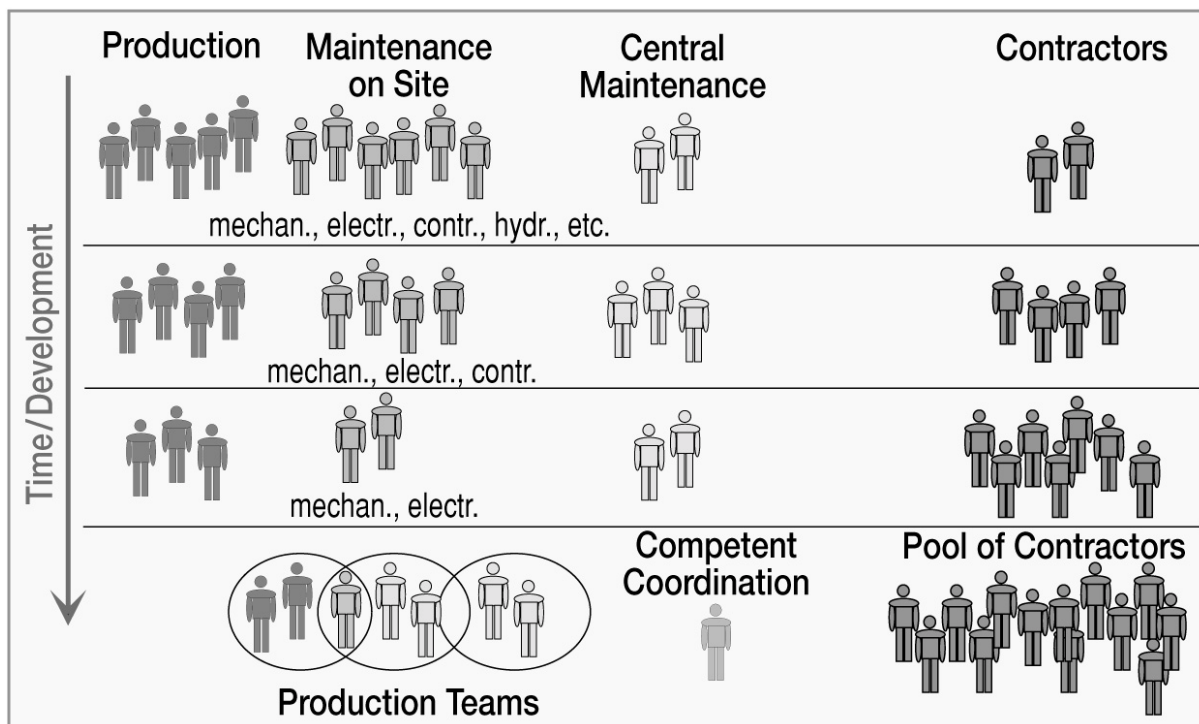 Production
Maintenance
on Site
Central
Maintenance
Contractors
mechan., electr., contr., hydr., etc.
Time/Development
mechan., electr., contr.
mechan., electr.
Competent
Coordination
Pool of Contractors
Production Teams